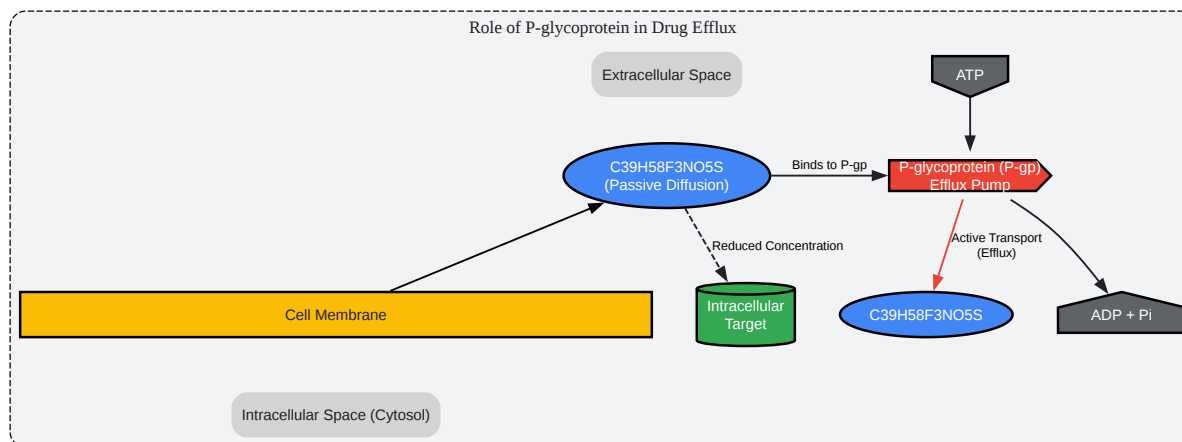 Role of P-glycoprotein in Drug Efflux
Extracellular Space
ATP
C39H58F3NO5S
(Passive Diffusion)
Binds to P-gp
P-glycoprotein (P-gp)
Efflux Pump
Reduced Concentration
Active Transport
(Efflux)
Cell Membrane
Intracellular
Target
C39H58F3NO5S
ADP + Pi
Intracellular Space (Cytosol)